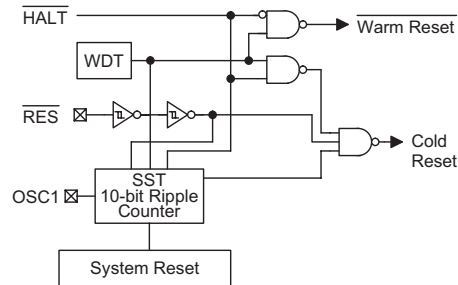 HALT
Warm Reset
WDT
RES
Cold
Reset
SST
10-bit Ripple
Counter
OSC1
System Reset